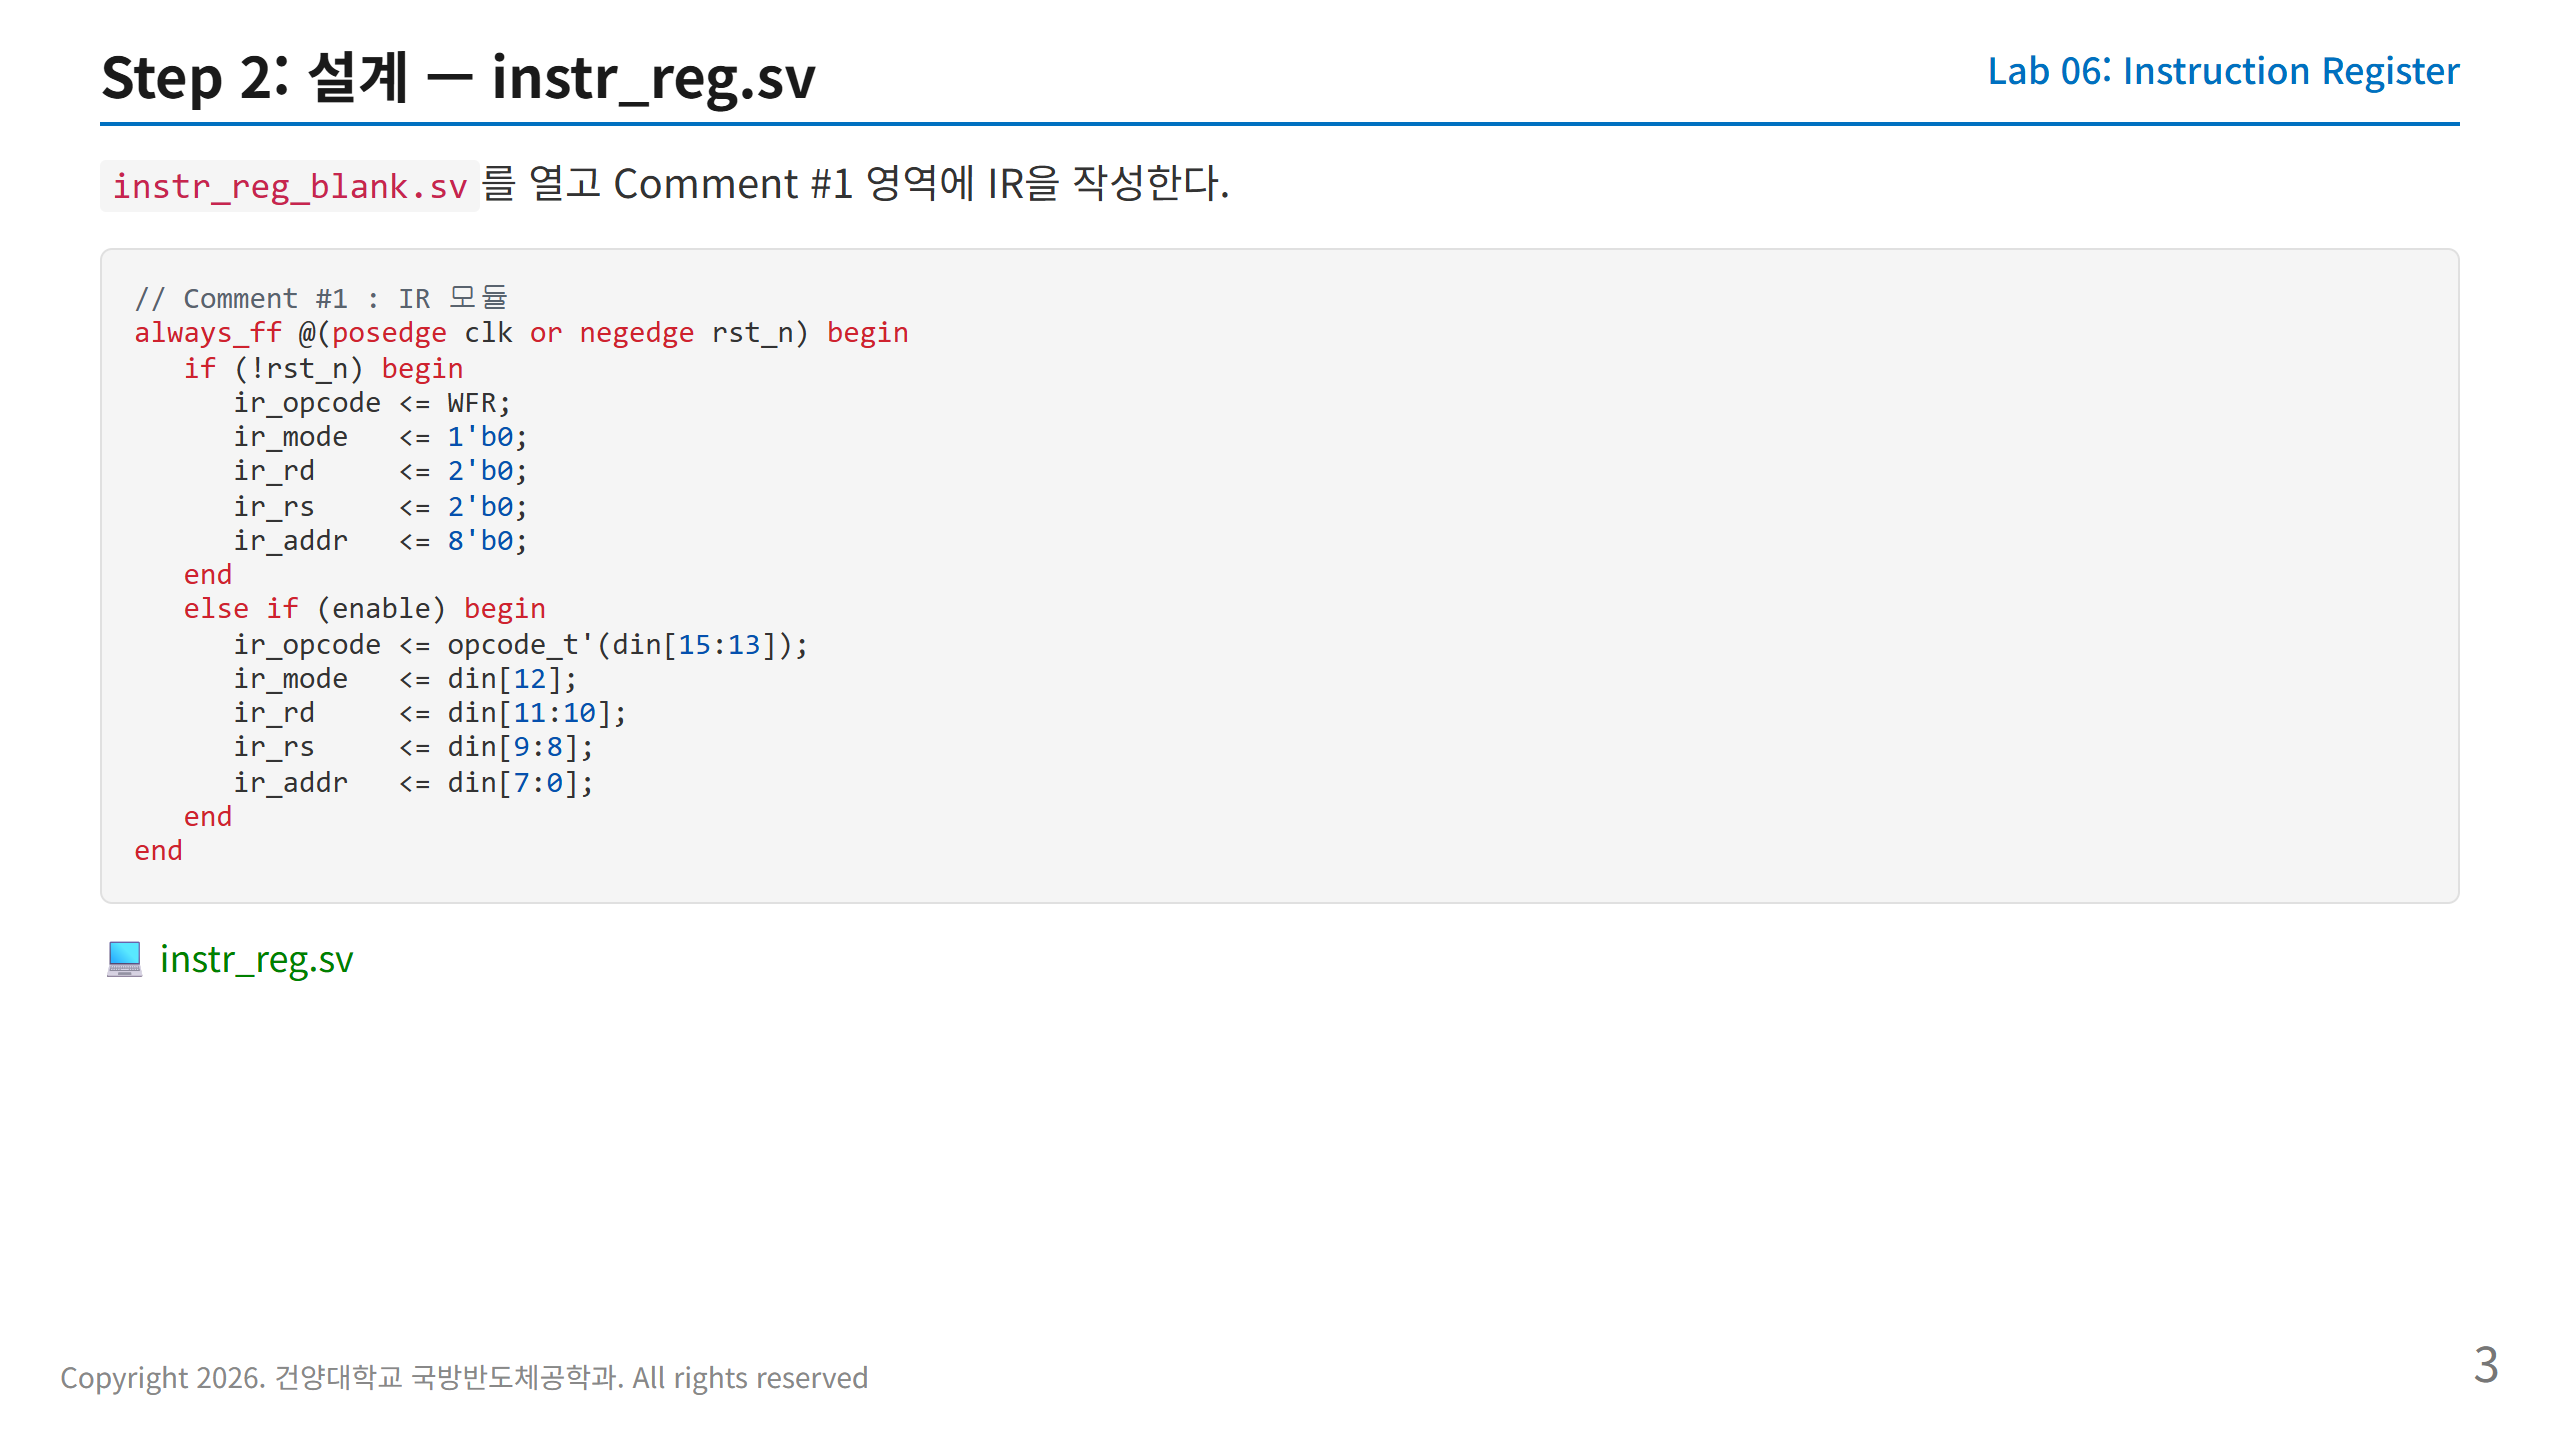 Step 2: 설계 — instr_reg.sv
Lab 06: Instruction Register
instr_reg_blank.sv를 열고 Comment #1 영역에 IR을 작성한다.
// Comment #1 : IR 모듈
always_ff @(posedge clk or negedge rst_n) begin
   if (!rst_n) begin
      ir_opcode <= WFR;
      ir_mode   <= 1'b0;
      ir_rd     <= 2'b0;
      ir_rs     <= 2'b0;
      ir_addr   <= 8'b0;
   end
   else if (enable) begin
      ir_opcode <= opcode_t'(din[15:13]);
      ir_mode   <= din[12];
      ir_rd     <= din[11:10];
      ir_rs     <= din[9:8];
      ir_addr   <= din[7:0];
   end
end
instr_reg.sv
Copyright 2026. 건양대학교 국방반도체공학과. All rights reserved
3